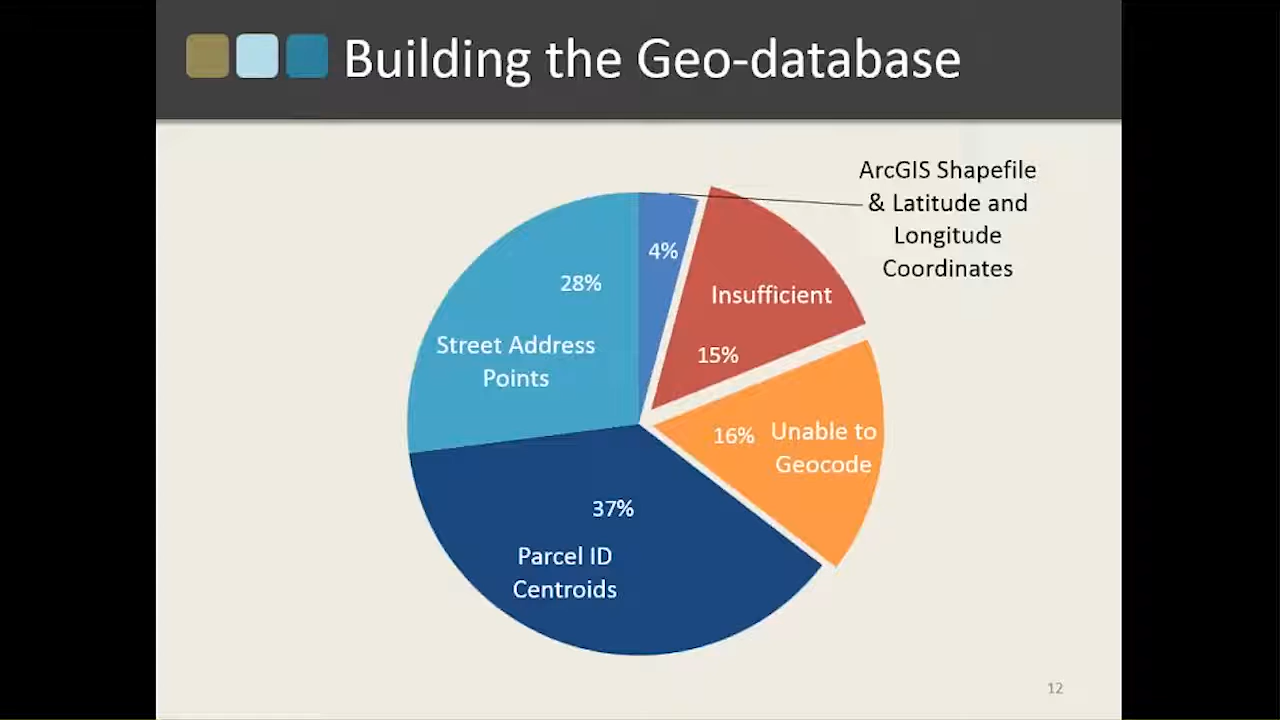 Building the Geo-database
ArcGIS Shapefile
& Latitude and
Longitude
Coordinates
4%
Insufficient
15%
28%
Street Address
Points
16%
Unable to
Geocode
37%
Parcel ID
Centroids
12